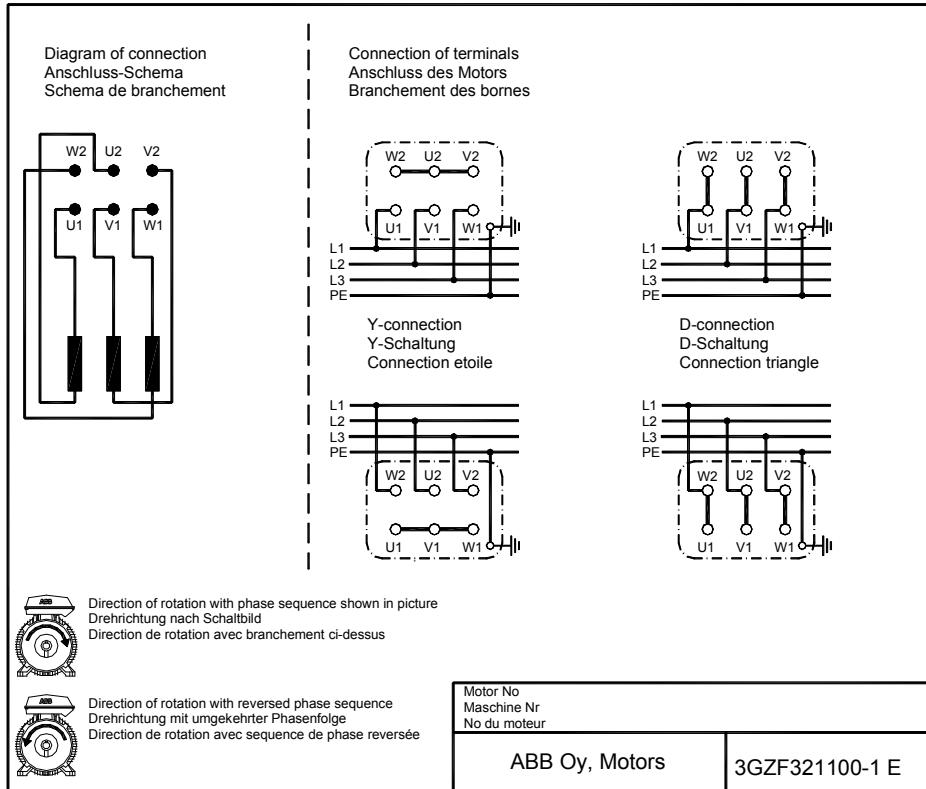 Diagram of connection
Anschluss-Schema
Schema de branchement
Connection of terminals
Anschluss des Motors
Branchement des bornes
W2 U2 V2
U1 V1 W1
W2 U2 V2
U1 V1 W1
L1
L2
L3
PE
W2 U2 V2
U1 V1 W1
L1
L2
L3
PE
Y-connection
Y-Schaltung
Connection etoile
D-connection
D-Schaltung
Connection triangle
L1
L2
L3
PE
W2 U2 V2
U1 V1 W1
L1
L2
L3
PE
W2 U2 V2
U1 V1 W1
ABB
Direction of rotation with phase sequence shown in picture
Drehrichtung nach Schaltbild
Direction de rotation avec branchement ci-dessus
ABB
Direction of rotation with reversed phase sequence
Drehrichtung mit umgekehrter Phasenfolge
Direction de rotation avec sequence de phase reversée
Motor No
Maschine Nr
No du moteur
ABB Oy, Motors
3GZF321100-1 E